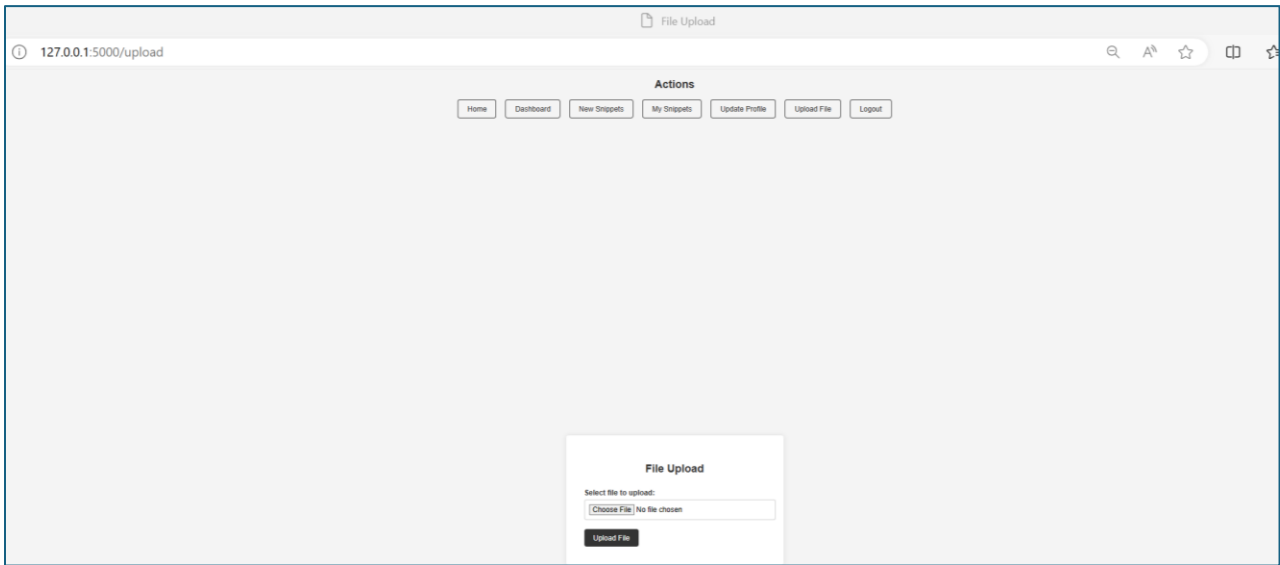 File Upload
127.0.0.1:5000/upload
Actions
Home Dashboard New Snippets My Snippets Update Profile Upload File Logout
File Upload
Select file to upload:
Choose File No file chosen
Upload File